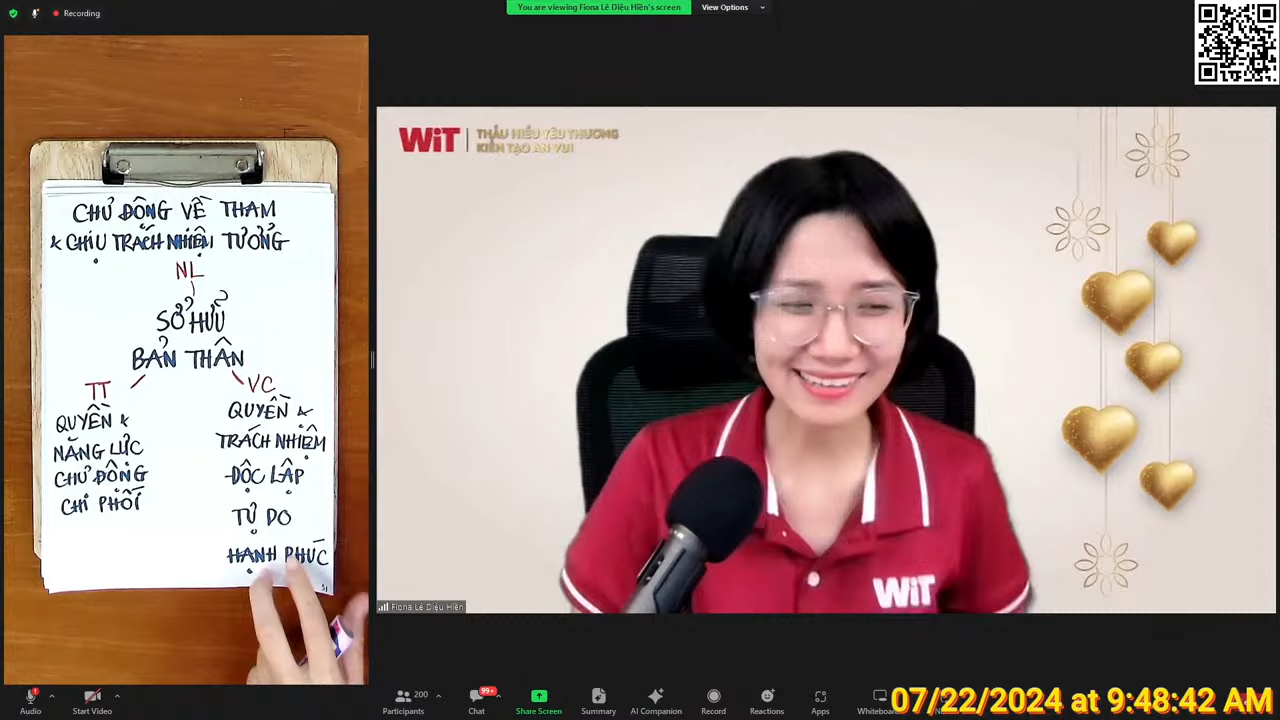 Recording
You are viewing Fiona Lê Diệu Hiền's screen
View Options
CHỦ ĐỘNG VỀ THAM
& CHỊU TRÁCH NHIỆM TƯỞNG
NL
SỞ HỮU
BẢN THÂN
TT
QUYỀN &
NĂNG LỰC
CHỦ ĐỘNG
CHI PHỐI
VC
QUYỀN &
TRÁCH NHIỆM
ĐỘC LẬP
TỰ DO
HẠNH PHÚC
51
WiT
THẤU HIỂU YÊU THƯƠNG
KIẾN TẠO AN VUI
WiT
Fiona Lê Diệu Hiền
Audio
Start Video
Participants
200
Chat
99+
Share Screen
Summary
AI Companion
Record
Reactions
Apps
07/22/2024 at 9:48:42 AM